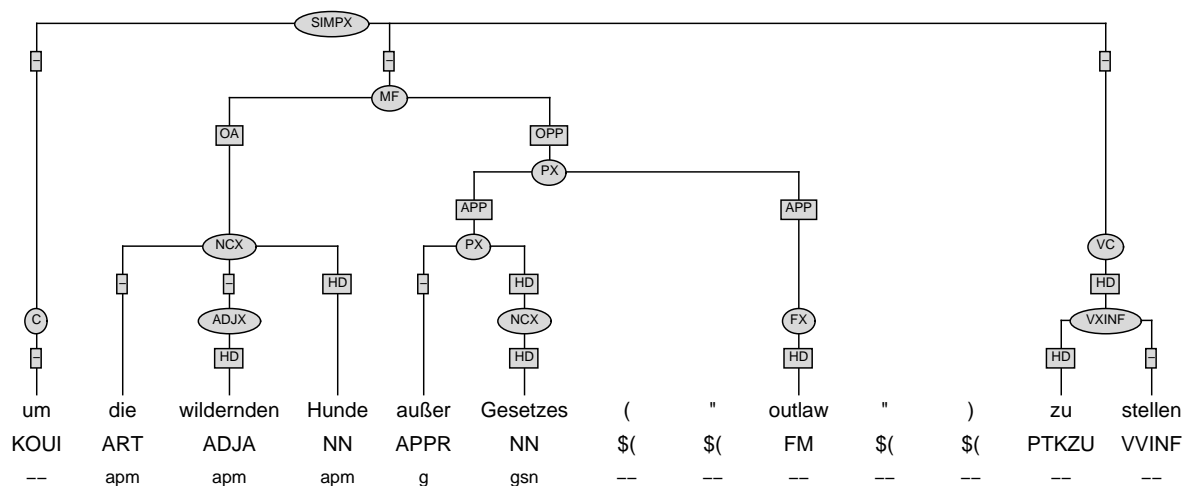 SIMPX
– – –
MF
OA OPP
PX
APP APP
NCX PX VC
– – HD – HD HD
C ADJX NCX FX VXINF
– HD HD HD HD –
um die wildernden Hunde außer Gesetzes ( " outlaw " ) zu stellen
KOUI ART ADJA NN APPR NN $( $( FM $( $( PTKZU VVINF
−− apm apm apm g gsn −− −− −− −− −− −− −−